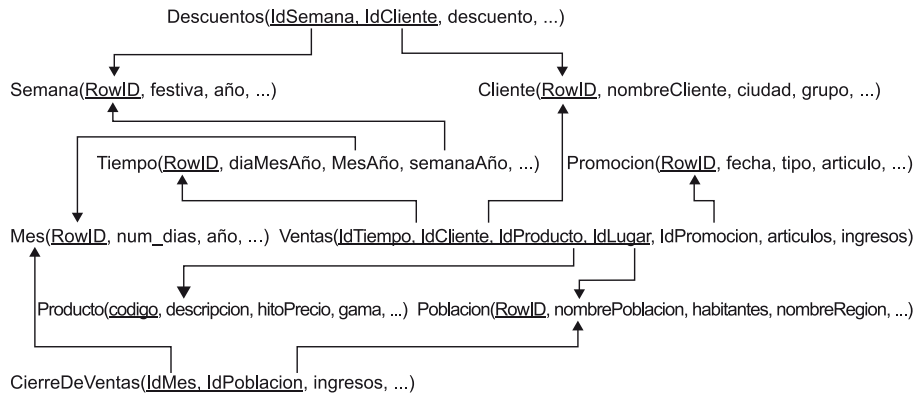 Descuentos(IdSemana, IdCliente, descuento, ...)
Semana(RowID, festiva, año, ...) Cliente(RowID, nombreCliente, ciudad, grupo, ...)
Tiempo(RowID, diaMesAño, MesAño, semanaAño, ...) Promocion(RowID, fecha, tipo, articulo, ...)
Mes(RowID, num_dias, año, ...) Ventas(IdTiempo, IdCliente, IdProducto, IdLugar, IdPromocion, articulos, ingresos)
Producto(codigo, descripcion, hitoPrecio, gama, ...) Poblacion(RowID, nombrePoblacion, habitantes, nombreRegion, ...)
CierreDeVentas(IdMes, IdPoblacion, ingresos, ...)